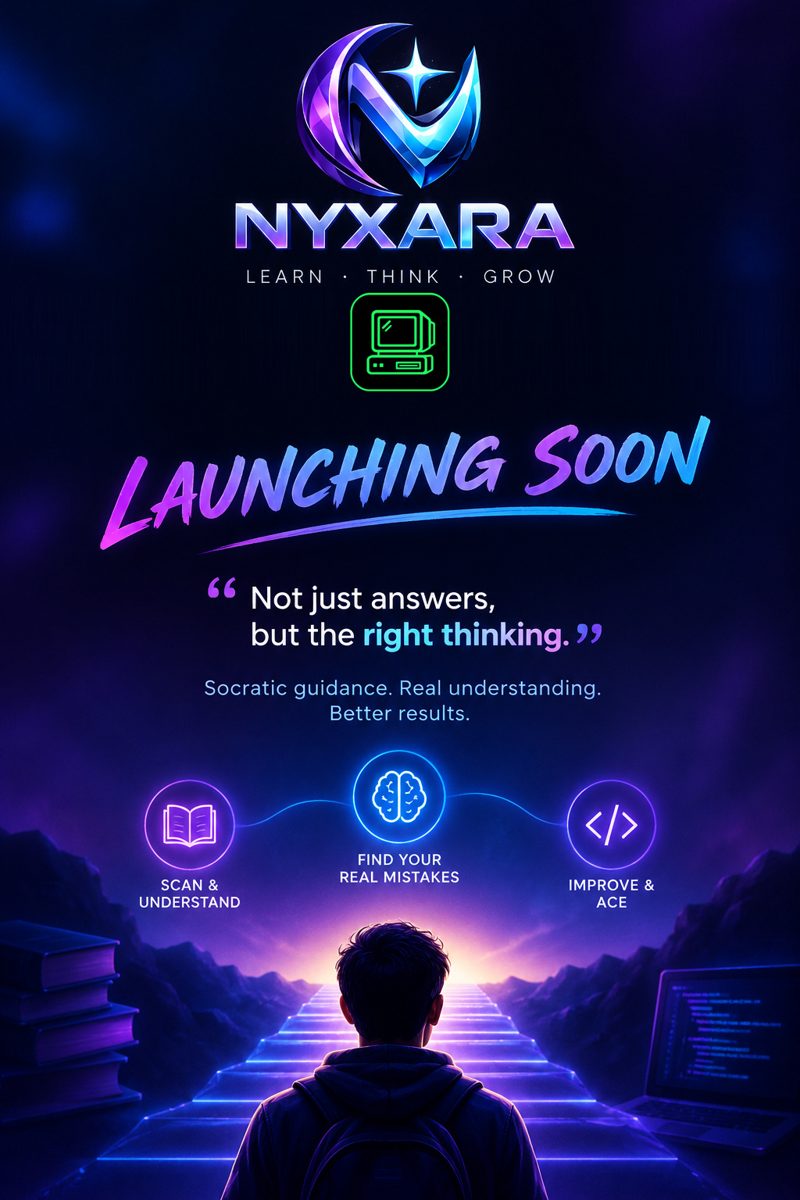 NYXARA
LEARN · THINK · GROW
LAUNCHING SOON
“ Not just answers,
but the right thinking. ”
Socratic guidance. Real understanding.
Better results.
SCAN &
UNDERSTAND
FIND YOUR
REAL MISTAKES
</>
IMPROVE &
ACE